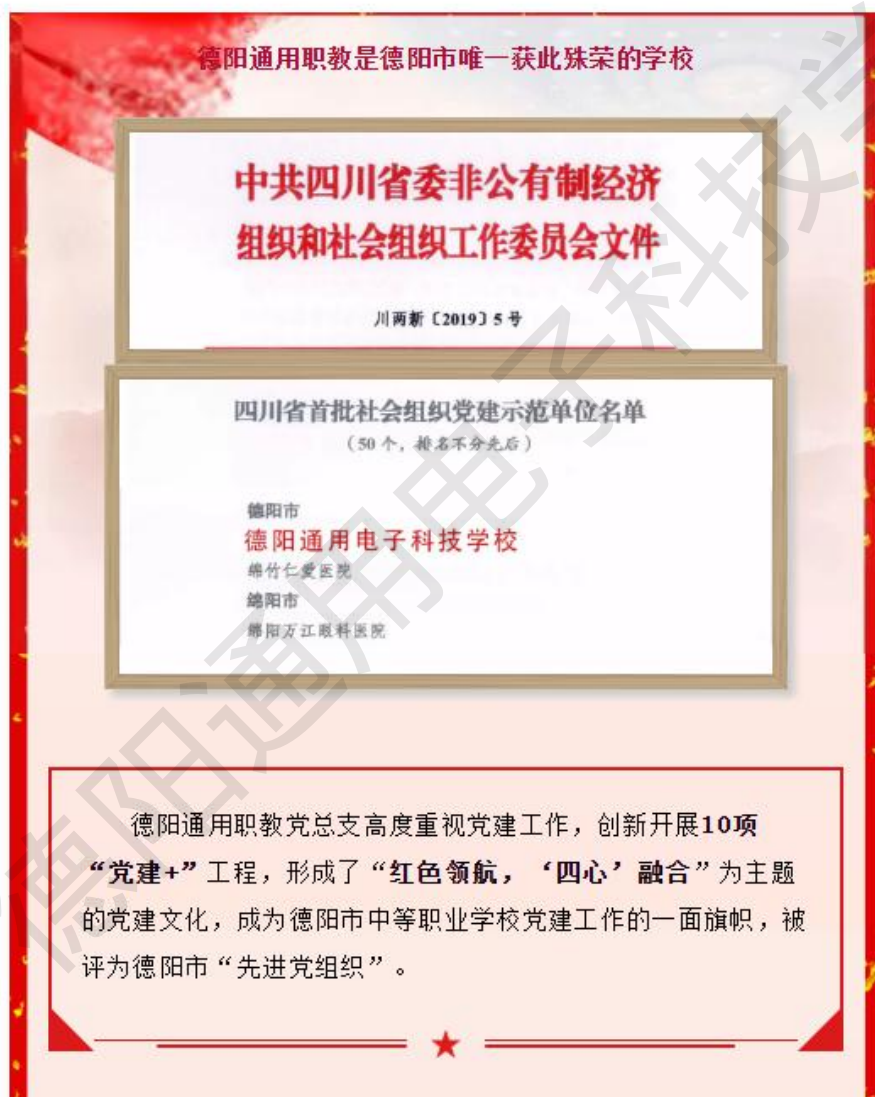 德阳通用职教是德阳市唯一获此殊荣的学校
中共四川省委非公有制经济
组织和社会组织工作委员会文件
川两新〔2019〕5号
四川省首批社会组织党建示范单位名单
（50个，排名不分先后）
德阳市
德阳通用电子科技学校
绵竹仁爱医院
绵阳市
绵阳万江眼科医院
德阳通用职教党总支高度重视党建工作，创新开展10项
“党建+”工程，形成了“红色领航，‘四心’融合”为主题
的党建文化，成为德阳市中等职业学校党建工作的一面旗帜，被
评为德阳市“先进党组织”。
德阳通用电子科技学